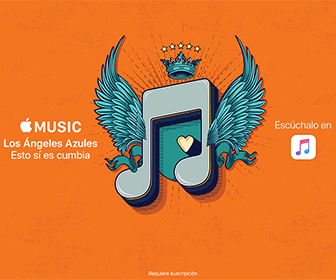 MUSIC
Los Ángeles Azules
Esto sí es cumbia
Escúchalo en
Requiere suscripción.